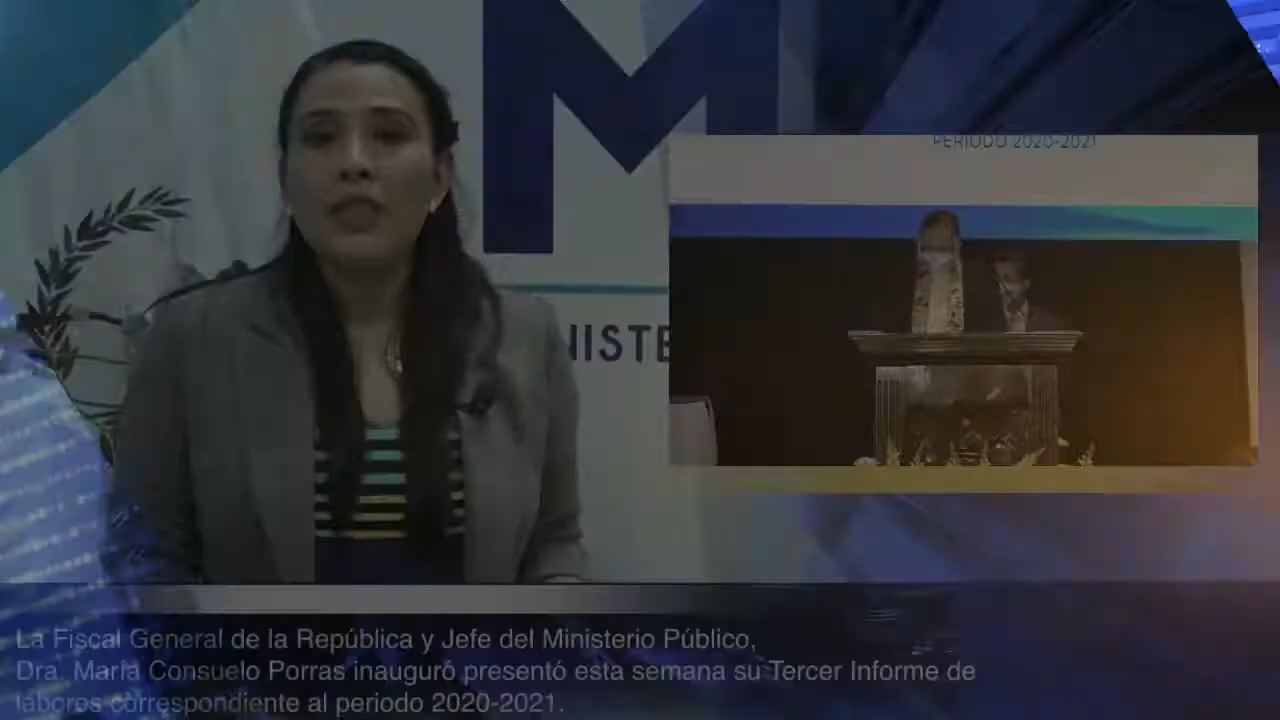 M
NISTE
PERIODO 2020-2021
La Fiscal General de la República y Jefe del Ministerio Público,
Dra. María Consuelo Porras inauguró presentó esta semana su Tercer Informe de
labores correspondiente al periodo 2020-2021.